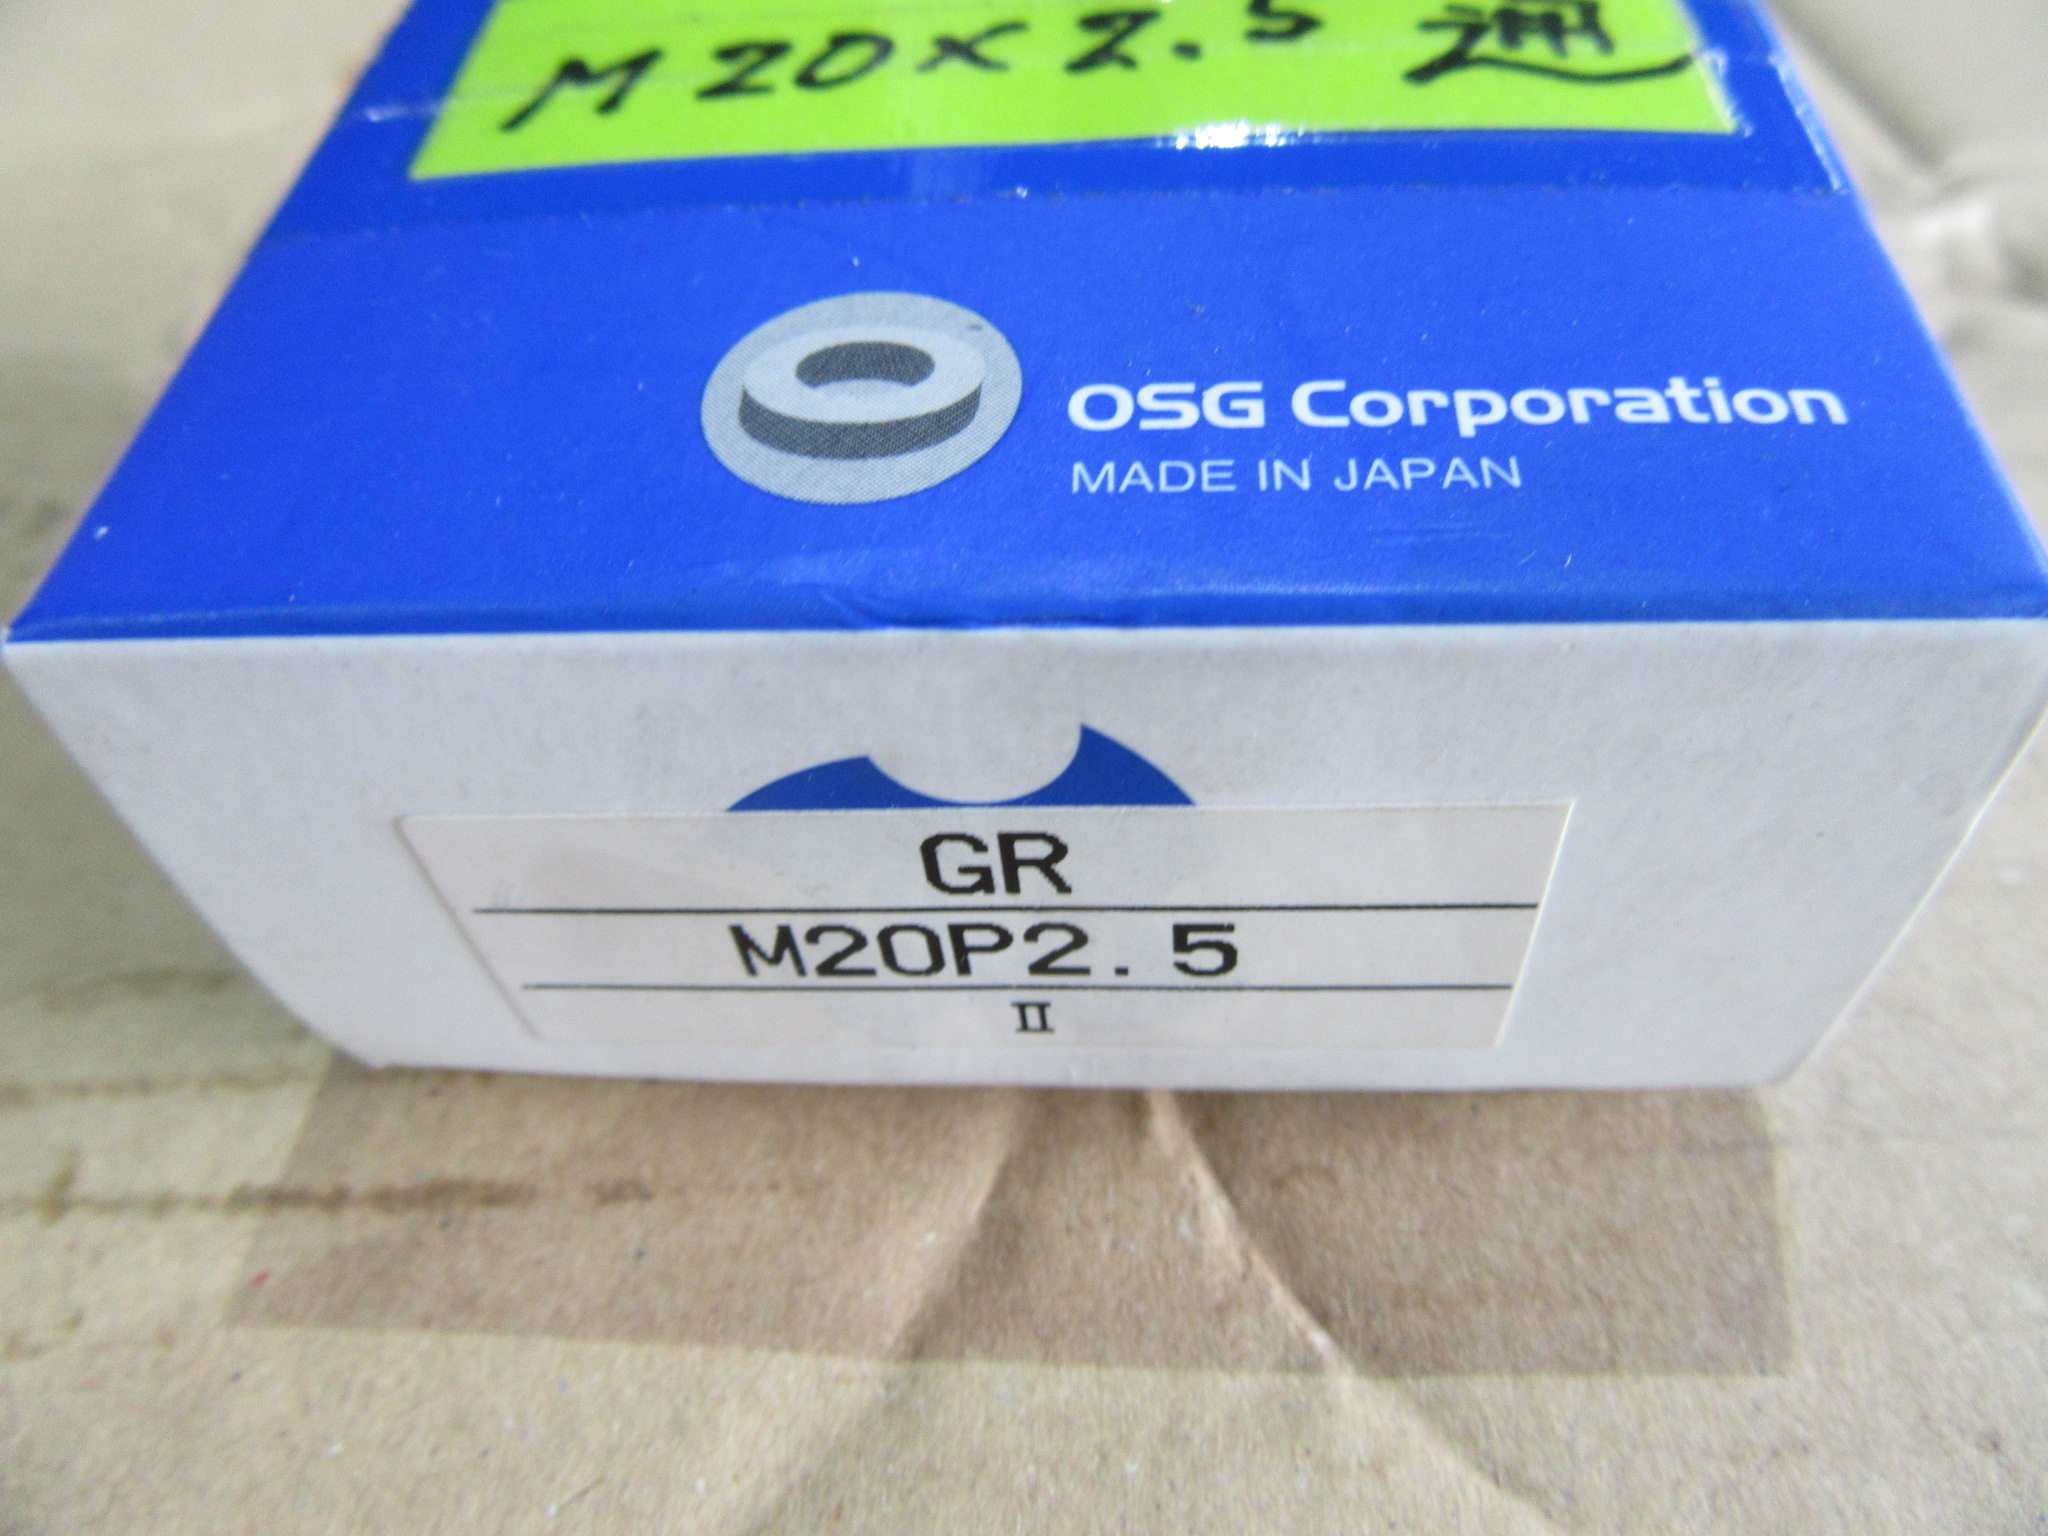 M20×2.5 通
OSG Corporation
MADE IN JAPAN
GR
M20P2.5
II